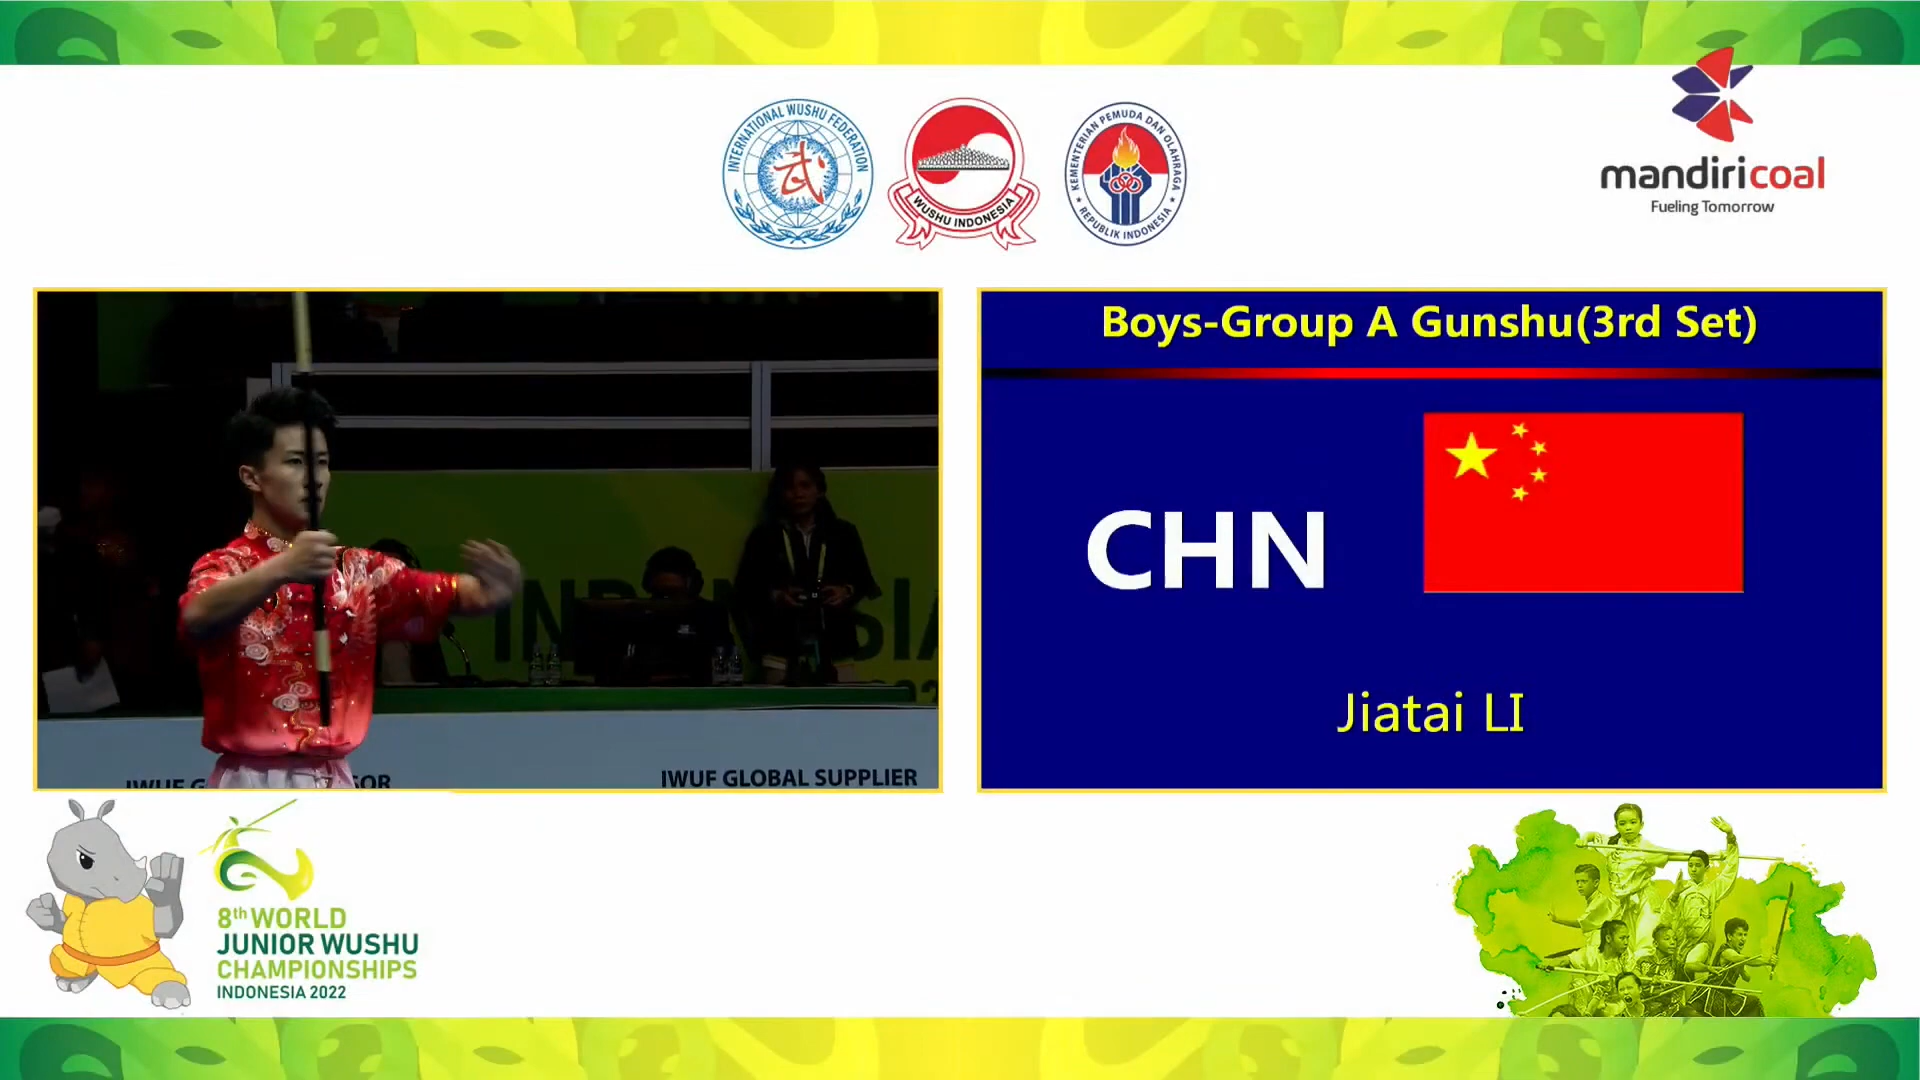 INTERNATIONAL WUSHU FEDERATION
武
WUSHU INDONESIA
KEMENTERIAN PEMUDA DAN OLAHRAGA
REPUBLIK INDONESIA
mandiricoal
Fueling Tomorrow
Boys-Group A Gunshu(3rd Set)
CHN
Jiatai LI
IWUF GLOBAL SUPPLIER
8th WORLD
JUNIOR WUSHU
CHAMPIONSHIPS
INDONESIA 2022